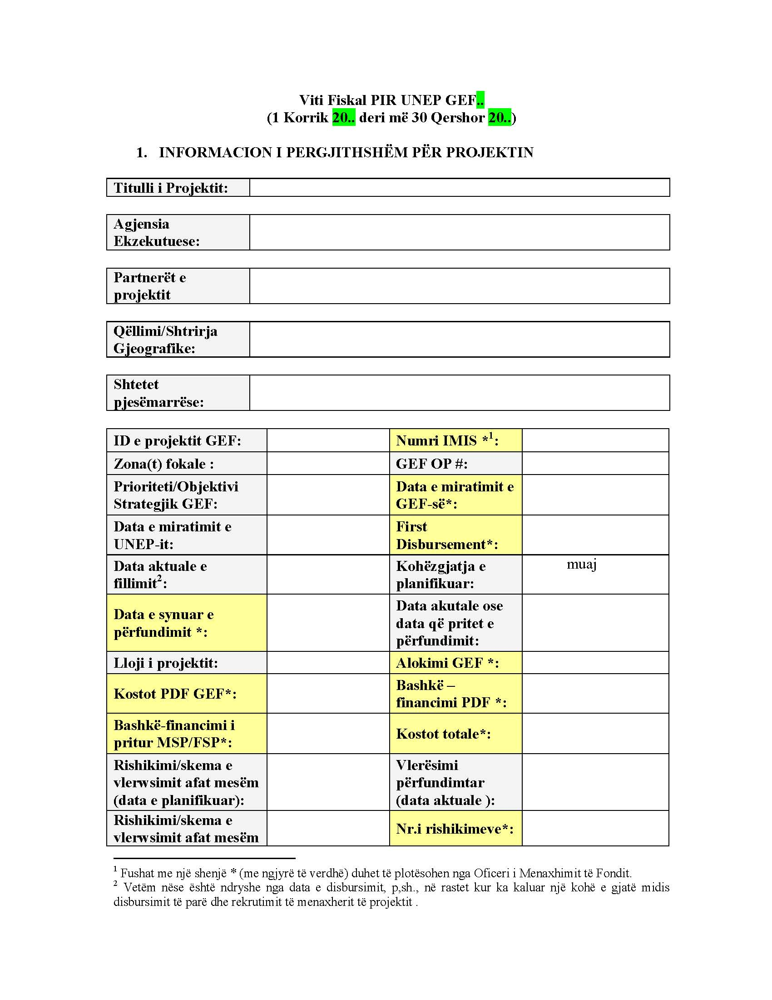 Viti Fiskal PIR UNEP GEF..
(1 Korrik 20.. deri më 30 Qershor 20..)
1. INFORMACION I PERGJITHSHËM PËR PROJEKTIN
Titulli i Projektit:
Agjensia
Ekzekutuese:
Partnerët e
projektit
Qëllimi/Shtrirja
Gjeografike:
Shtetet
pjesëmarrëse:
ID e projektit GEF:
Numri IMIS *1:
Zona(t) fokale :
GEF OP #:
Prioriteti/Objektivi
Strategjik GEF:
Data e miratimit e
GEF-së*:
Data e miratimit e
UNEP-it:
First
Disbursement*:
Data aktuale e
fillimit2:
Kohëzgjatja e
planifikuar:
muaj
Data e synuar e
përfundimit *:
Data akutale ose
data që pritet e
përfundimit:
Lloji i projektit:
Alokimi GEF *:
Kostot PDF GEF*:
Bashkë –
financimi PDF *:
Bashkë-financimi i
pritur MSP/FSP*:
Kostot totale*:
Rishikimi/skema e
vlerwsimit afat mesëm
(data e planifikuar):
Vlerësimi
përfundimtar
(data aktuale ):
Rishikimi/skema e
vlerwsimit afat mesëm
Nr.i rishikimeve*:
1 Fushat me një shenjë * (me ngjyrë të verdhë) duhet të plotësohen nga Oficeri i Menaxhimit të Fondit.
2 Vetëm nëse është ndryshe nga data e disbursimit, p,sh., në rastet kur ka kaluar një kohë e gjatë midis
disbursimit të parë dhe rekrutimit të menaxherit të projektit .